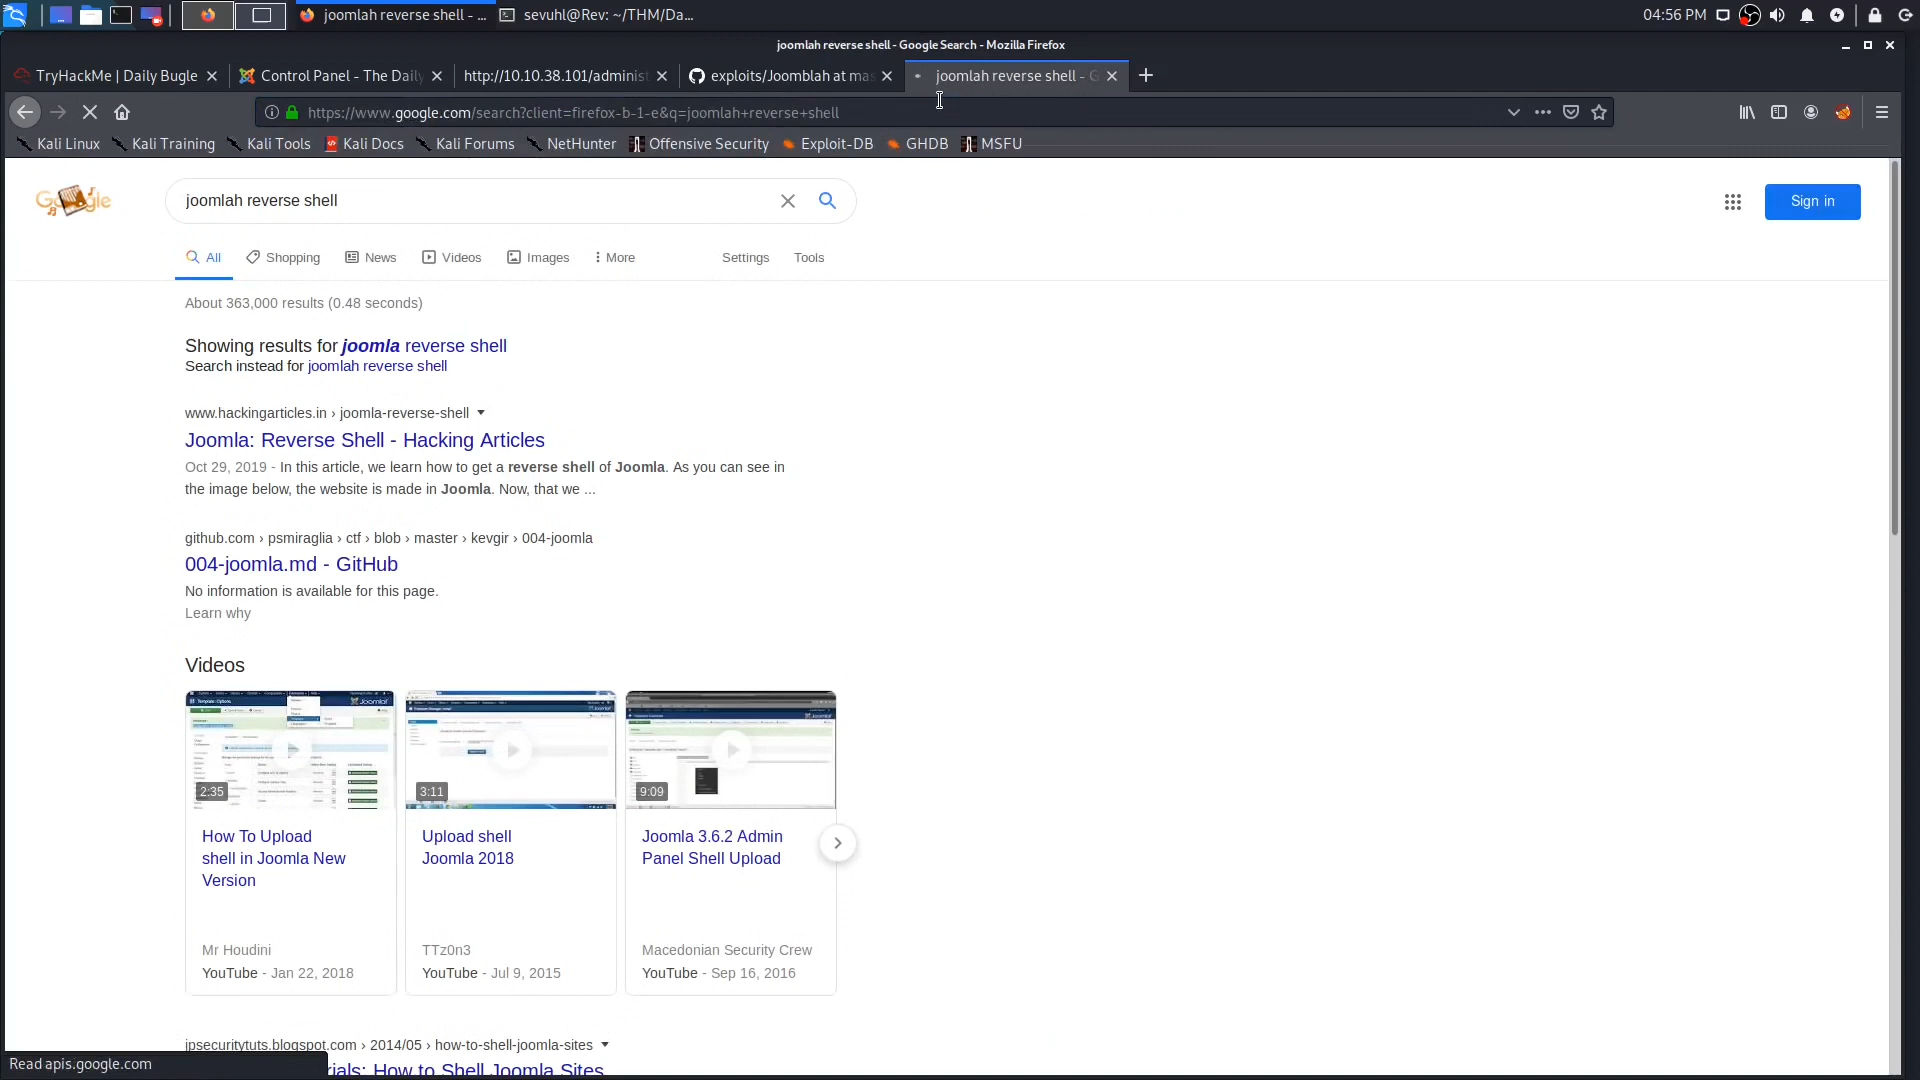 joomlah reverse shell - ...
sevuhl@Rev: ~/THM/Da...
04:56 PM
joomlah reverse shell - Google Search - Mozilla Firefox
TryHackMe | Daily Bugle
Control Panel - The Daily
http://10.10.38.101/administ
exploits/Joomblah at mas
joomlah reverse shell - G
https://www.google.com/search?client=firefox-b-1-e&q=joomlah+reverse+shell
Kali Linux
Kali Training
Kali Tools
Kali Docs
Kali Forums
NetHunter
Offensive Security
Exploit-DB
GHDB
MSFU
joomlah reverse shell
Sign in
All
Shopping
News
Videos
Images
More
Settings
Tools
About 363,000 results (0.48 seconds)
Showing results for joomla reverse shell
Search instead for joomlah reverse shell
www.hackingarticles.in › joomla-reverse-shell
Joomla: Reverse Shell - Hacking Articles
Oct 29, 2019 - In this article, we learn how to get a reverse shell of Joomla. As you can see in
the image below, the website is made in Joomla. Now, that we ...
github.com › psmiraglia › ctf › blob › master › kevgir › 004-joomla
004-joomla.md - GitHub
No information is available for this page.
Learn why
Videos
2:35
3:11
9:09
How To Upload
shell in Joomla New
Version
Mr Houdini
YouTube - Jan 22, 2018
Upload shell
Joomla 2018
TTz0n3
YouTube - Jul 9, 2015
Joomla 3.6.2 Admin
Panel Shell Upload
Macedonian Security Crew
YouTube - Sep 16, 2016
jpsecuritytuts.blogspot.com › 2014/05 › how-to-shell-joomla-sites
rials: How to Shell Joomla Sites
Read apis.google.com